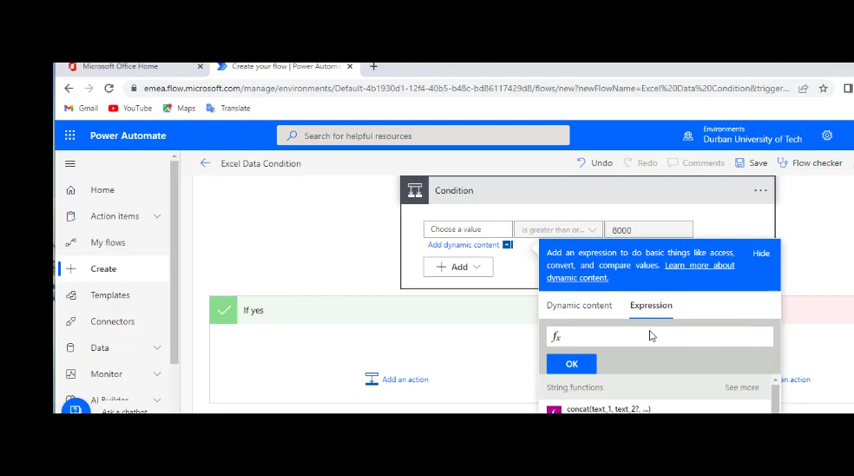 Microsoft Office Home
Create your flow | Power Automate
emea.flow.microsoft.com/manage/environments/Default-4b1930d1-12f4-40b5-b48c-bd86117429d8/flows/new?newFlowName=Excel%20Data%20Condition&trigger...
Gmail YouTube Maps Translate
Power Automate
Search for helpful resources
Environments
Durban University of Tech
Excel Data Condition
Undo Redo Comments Save Flow checker
Home
Action items
My flows
Create
Templates
Connectors
Data
Monitor
AI Builder
Ask a chatbot
Condition
Choose a value
is greater than or...
8000
Add dynamic content
Add
If yes
Add an action
Add an expression to do basic things like access,
convert, and compare values. Learn more about
dynamic content.
Hide
Dynamic content Expression
fx
OK
String functions See more
concat(text_1, text_2?, ...)
an action